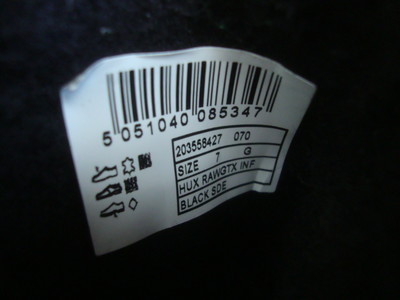 5 051040 085347
203558427 070
SIZE 7 G
HUX RAWGTX INF
BLACK SDE